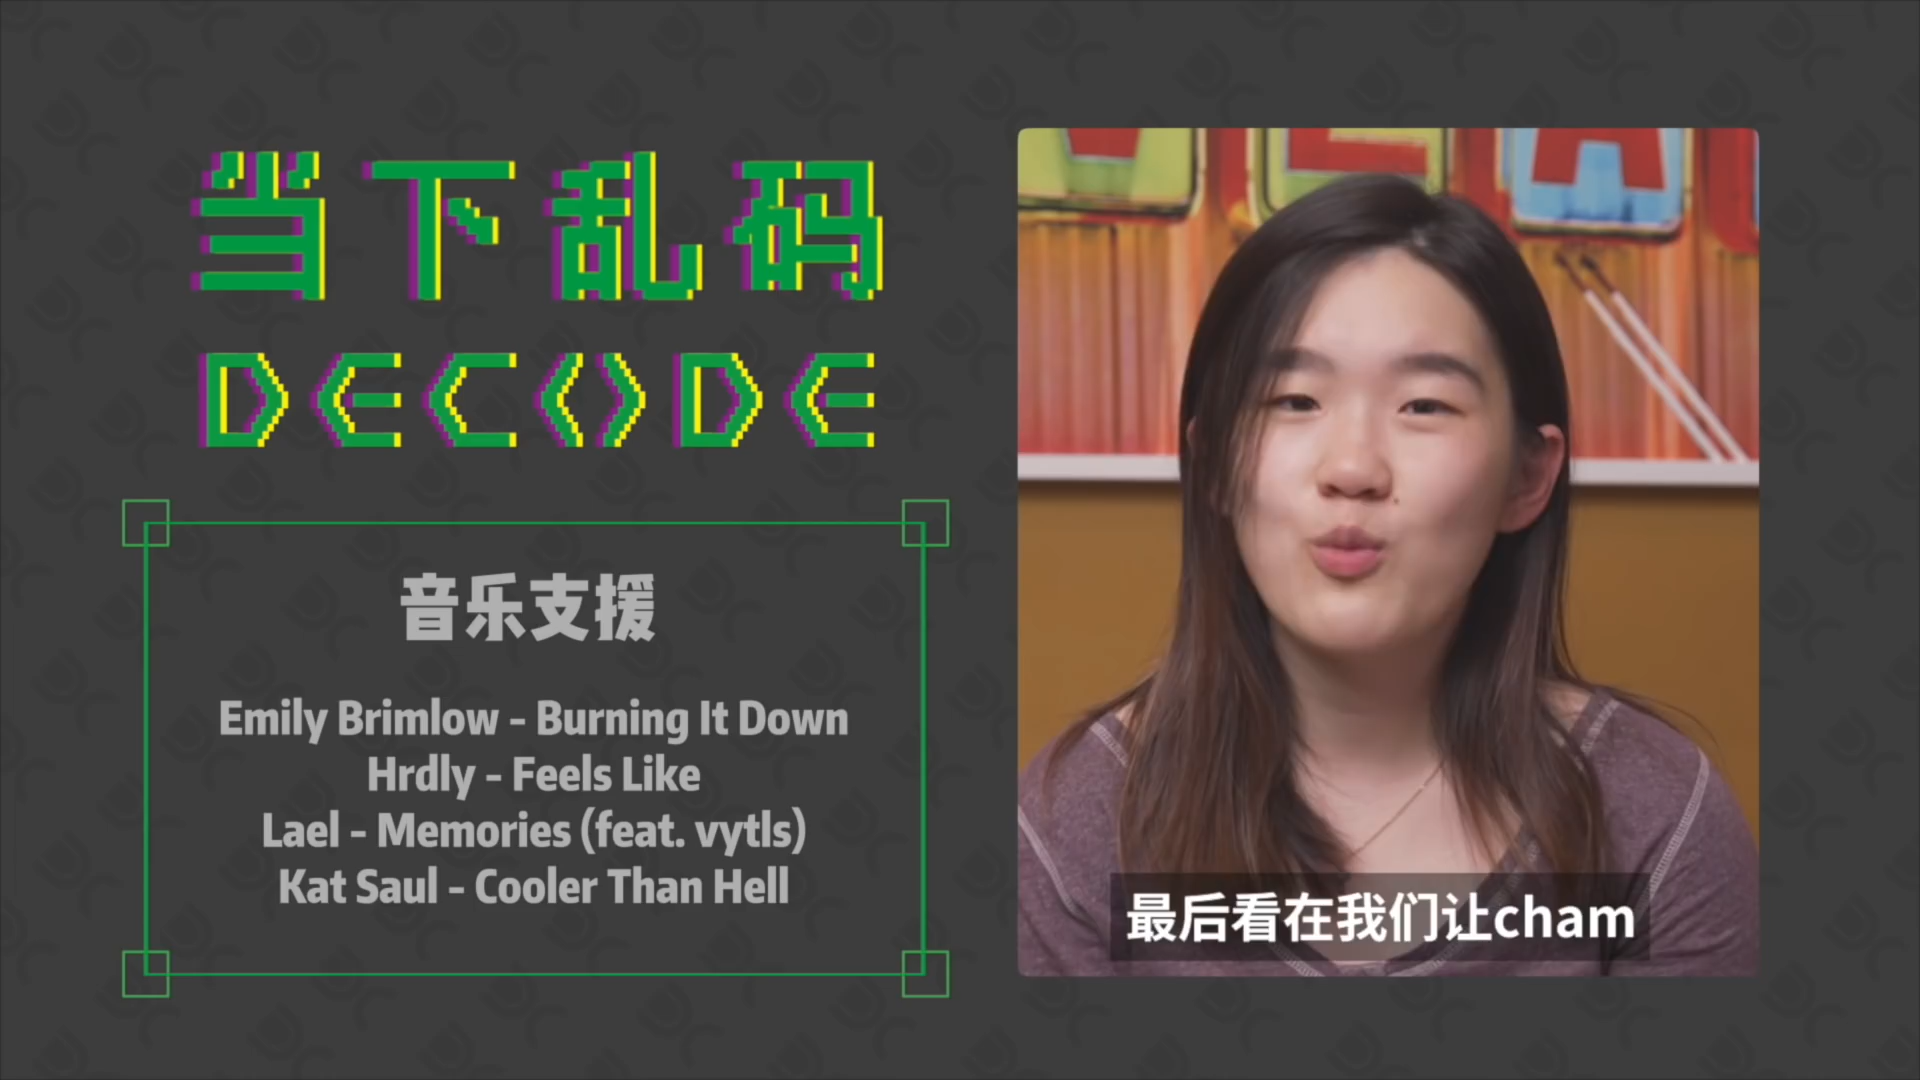 当下乱码
DECODE
音乐支援
Emily Brimlow - Burning It Down
Hrdly - Feels Like
Lael - Memories (feat. vytls)
Kat Saul - Cooler Than Hell
最后看在我们让cham